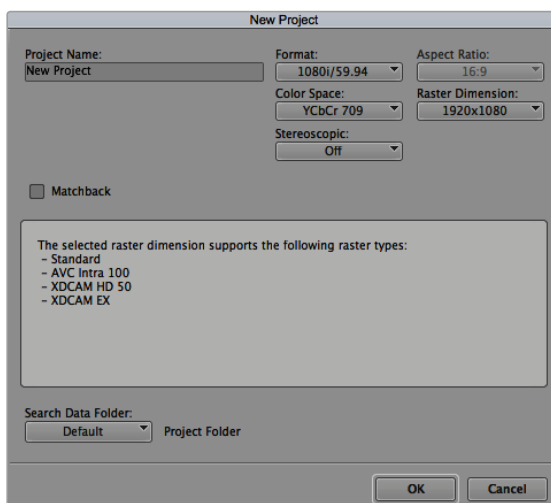 New Project
Project Name:
New Project
Format:
1080i/59.94
Aspect Ratio:
16:9
Color Space:
YCbCr 709
Raster Dimension:
1920x1080
Stereoscopic:
Off
Matchback
The selected raster dimension supports the following raster types:
– Standard
– AVC Intra 100
– XDCAM HD 50
– XDCAM EX
Search Data Folder:
Default
Project Folder
OK
Cancel